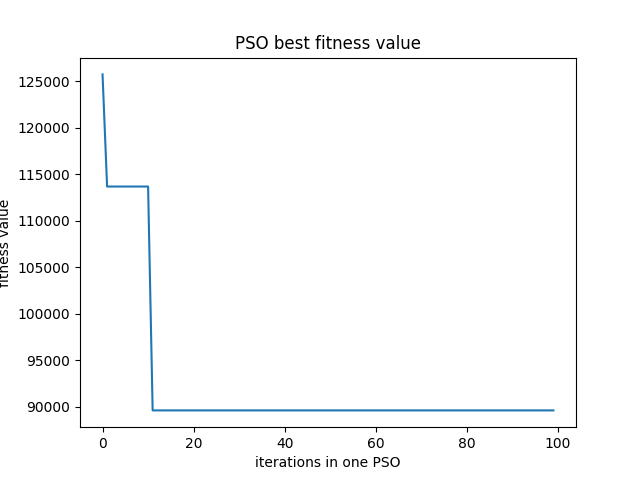 PSO best fitness value
125000
120000
115000
110000
105000
100000
95000
90000
fitness value
0 20 40 60 80 100
iterations in one PSO